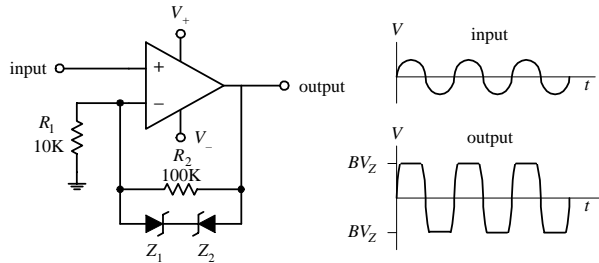 V+
input
+
−
output
R1
10K
V−
R2
100K
Z1
Z2
V
input
t
V
output
BVZ
t
BVZ